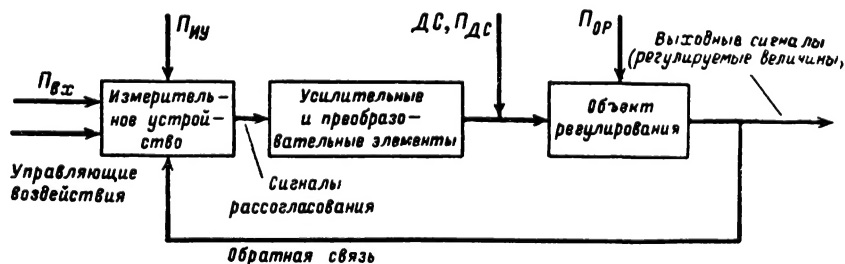 П_ИУ
ДС, П_ДС
П_ОР
Выходные сигналы
(регулируемые величины,
П_вх
Измеритель-
ное устрой-
ство
Усилительные
и преобразо-
вательные элементы
Объект
регулирования
Управляющие
воздействия
Сигналы
рассогласования
Обратная связь